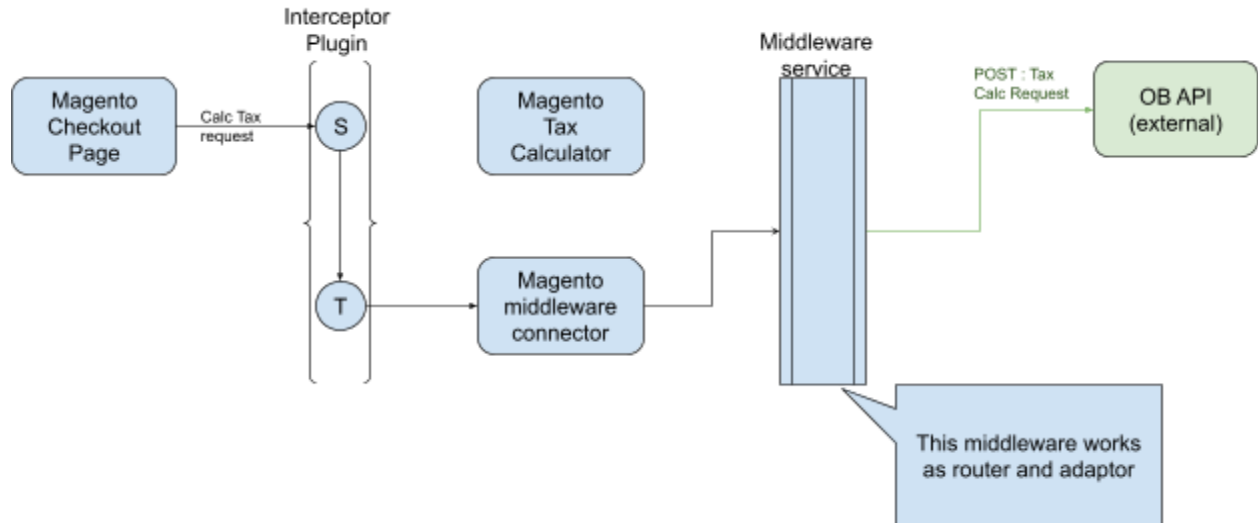 Interceptor
Plugin
Middleware
service
Magento
Checkout
Page
Calc Tax
request
S
Magento
Tax
Calculator
POST : Tax
Calc Request
OB API
(external)
T
Magento
middleware
connector
This middleware works
as router and adaptor